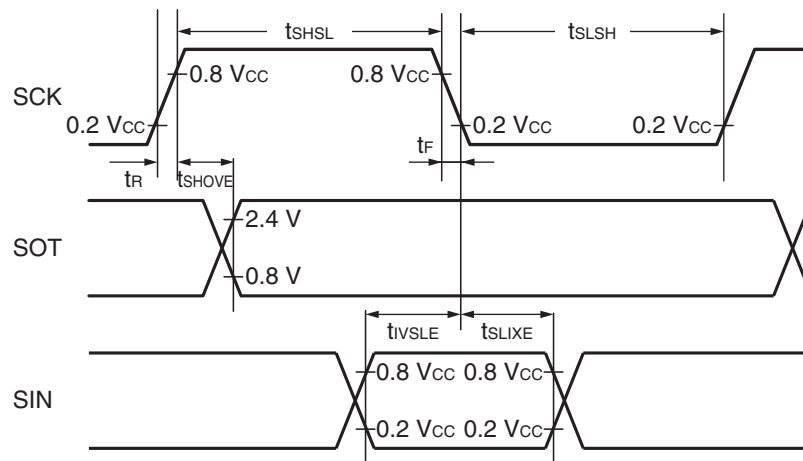 tSHSL tSLSH
SCK 0.8 VCC 0.8 VCC
0.2 VCC 0.2 VCC 0.2 VCC
tR tSHOVE tF
SOT 2.4 V
0.8 V
tIVSLE tSLIXE
SIN 0.8 VCC 0.8 VCC
0.2 VCC 0.2 VCC